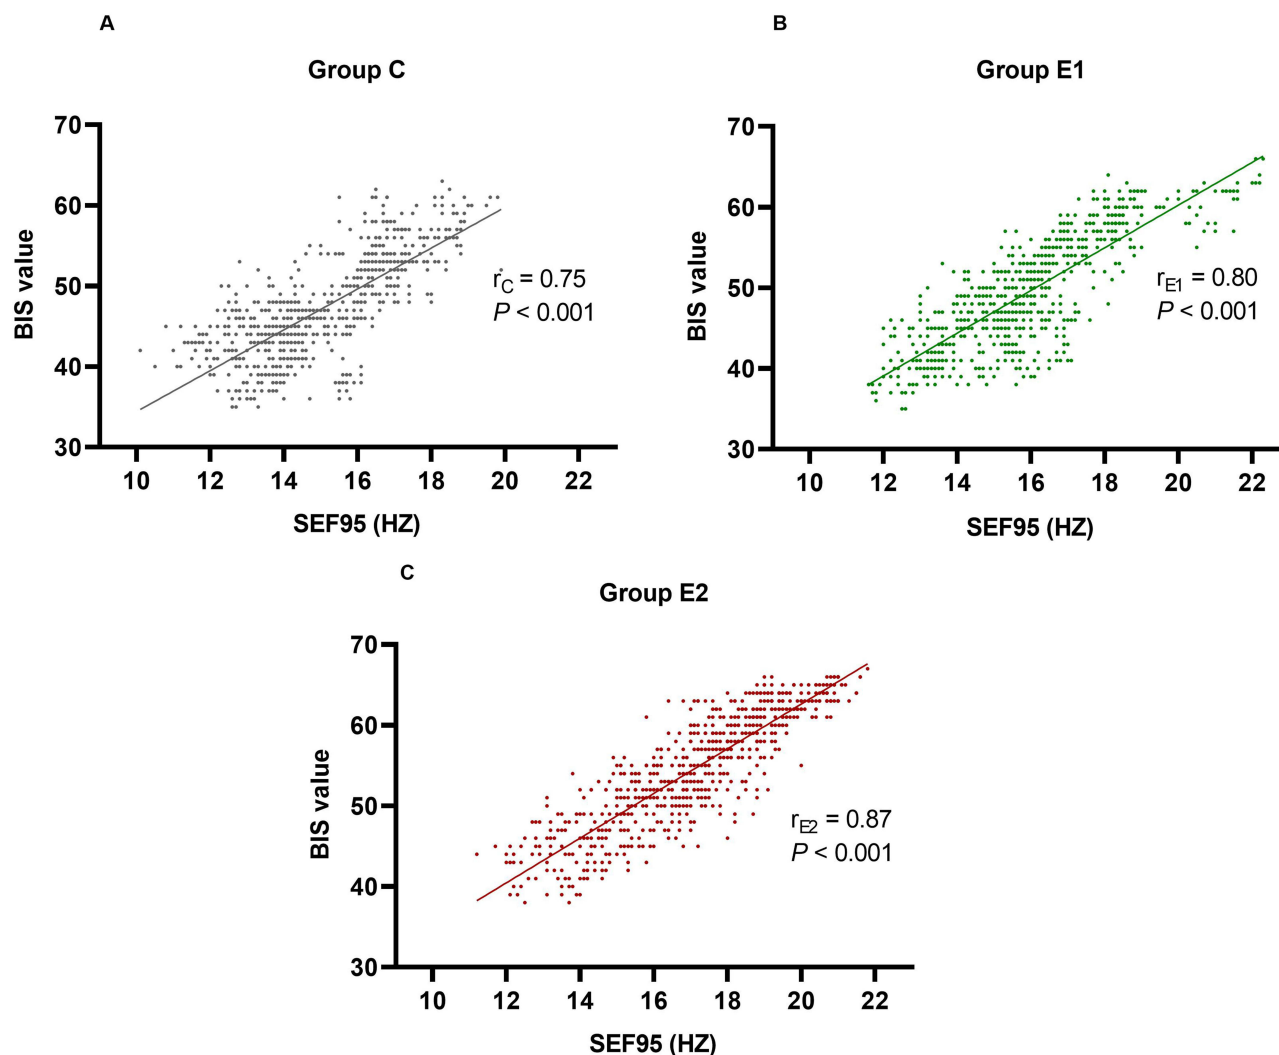 A
Group C
70
60
50
40
30
BIS value
r_C = 0.75
P < 0.001
10 12 14 16 18 20 22
SEF95 (HZ)
B
Group E1
70
60
50
40
30
BIS value
r_E1 = 0.80
P < 0.001
10 12 14 16 18 20 22
SEF95 (HZ)
C
Group E2
70
60
50
40
30
BIS value
r_E2 = 0.87
P < 0.001
10 12 14 16 18 20 22
SEF95 (HZ)